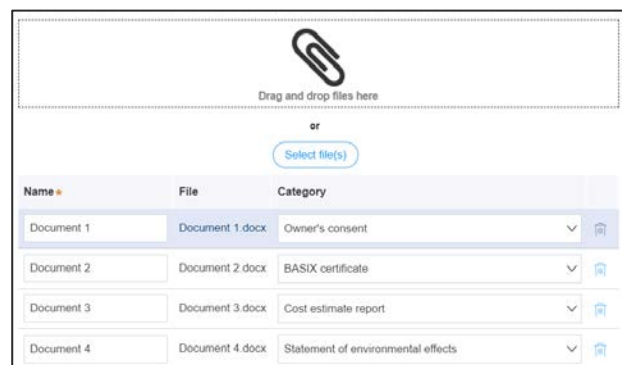 Drag and drop files here
or
Select file(s)
Name* File Category
Document 1 Document 1.docx Owner's consent
Document 2 Document 2.docx BASIX certificate
Document 3 Document 3.docx Cost estimate report
Document 4 Document 4.docx Statement of environmental effects